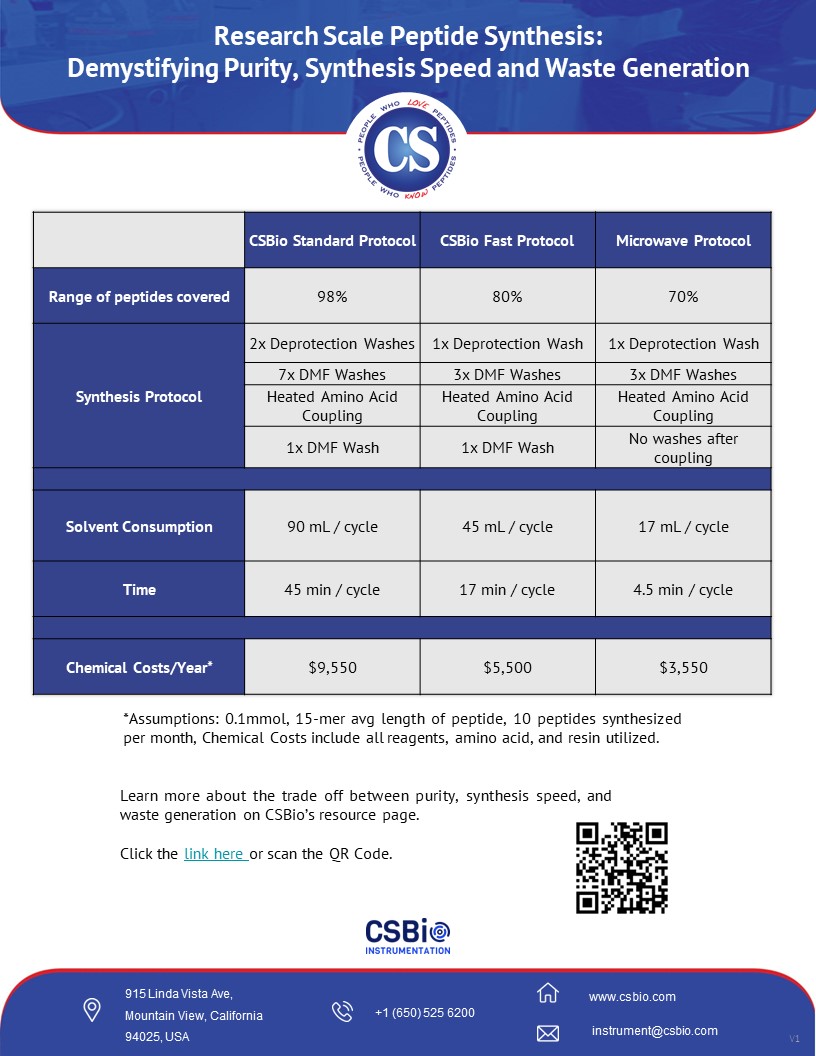 Research Scale Peptide Synthesis:
Demystifying Purity, Synthesis Speed and Waste Generation
PEOPLE WHO LOVE PEPTIDES
CS
PEOPLE WHO KNOW PEPTIDES
CSBio Standard Protocol CSBio Fast Protocol Microwave Protocol
Range of peptides covered 98% 80% 70%
Synthesis Protocol
2x Deprotection Washes 1x Deprotection Wash 1x Deprotection Wash
7x DMF Washes 3x DMF Washes 3x DMF Washes
Heated Amino Acid Heated Amino Acid Heated Amino Acid
Coupling Coupling Coupling
1x DMF Wash 1x DMF Wash No washes after
coupling
Solvent Consumption 90 mL / cycle 45 mL / cycle 17 mL / cycle
Time 45 min / cycle 17 min / cycle 4.5 min / cycle
Chemical Costs/Year* $9,550 $5,500 $3,550
*Assumptions: 0.1mmol, 15-mer avg length of peptide, 10 peptides synthesized
per month, Chemical Costs include all reagents, amino acid, and resin utilized.
Learn more about the trade off between purity, synthesis speed, and
waste generation on CSBio's resource page.
Click the link here or scan the QR Code.
CSBio
INSTRUMENTATION
915 Linda Vista Ave,
Mountain View, California
94025, USA
+1 (650) 525 6200
www.csbio.com
instrument@csbio.com
V1